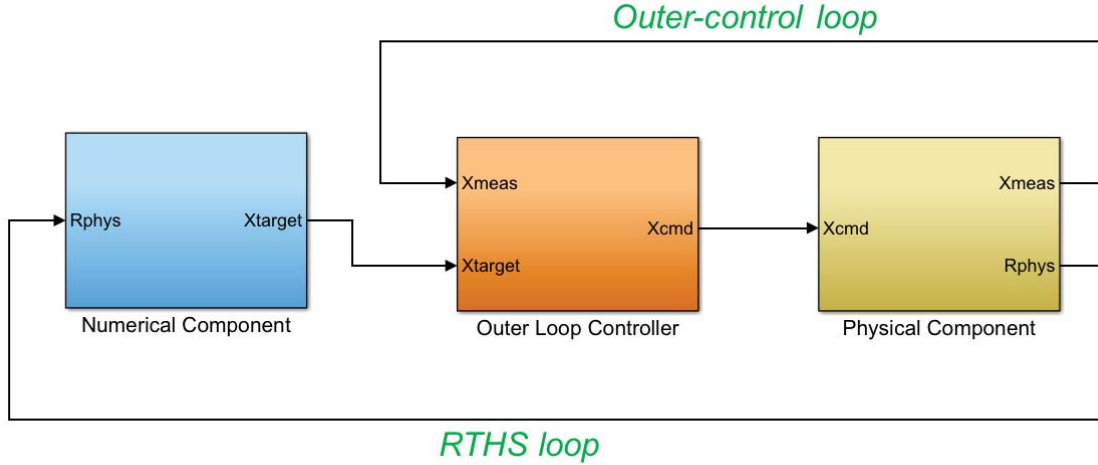 Outer-control loop
Rphys
Xtarget
Numerical Component
Xmeas
Xtarget
Xcmd
Outer Loop Controller
Xcmd
Xmeas
Rphys
Physical Component
RTHS loop